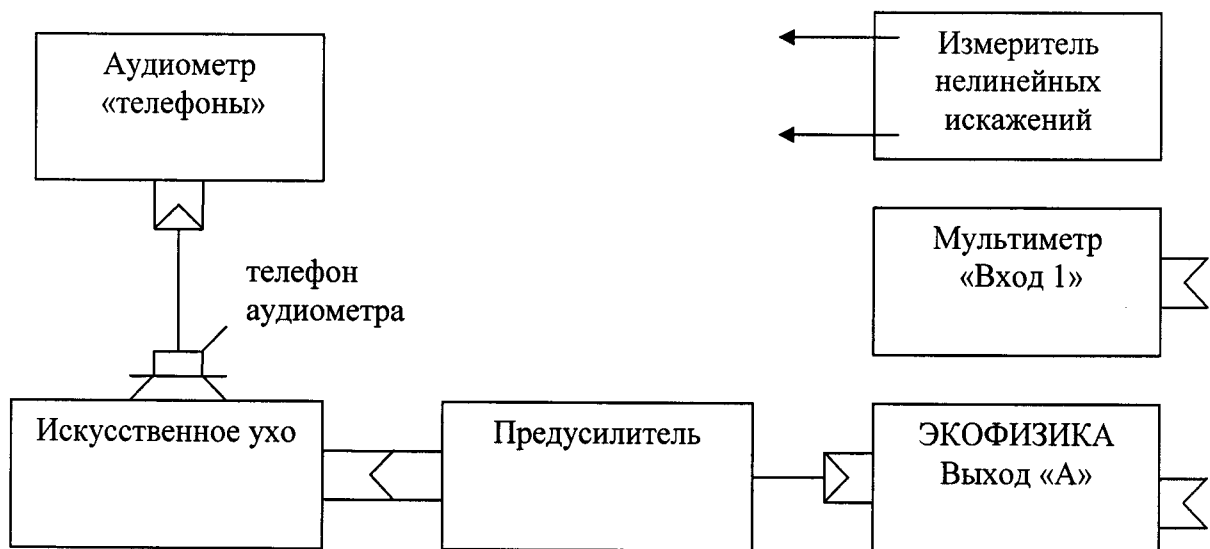 Аудиометр
«телефоны»
Измеритель
нелинейных
искажений
Мультиметр
«Вход 1»
телефон
аудиометра
Искусственное ухо
Предусилитель
ЭКОФИЗИКА
Выход «А»